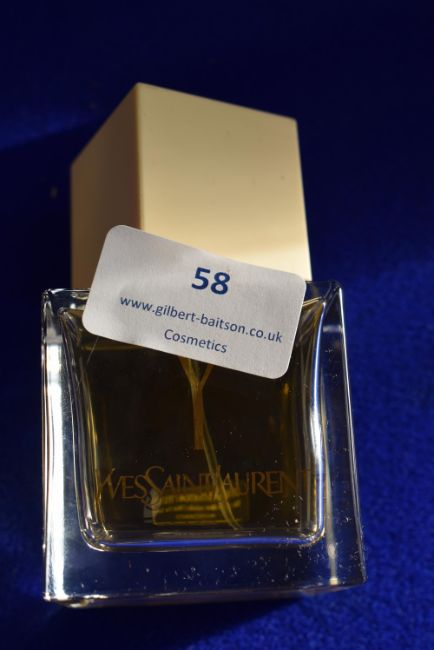 58
www.gilbert-baitson.co.uk
Cosmetics
Y
YVESSAINTLAURENT